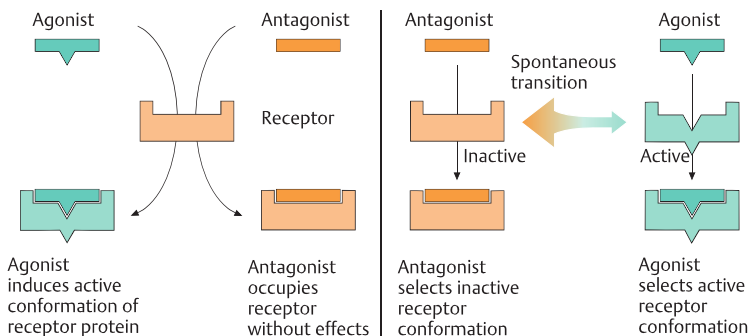 Agonist
Antagonist
Receptor
Agonist
induces active
conformation of
receptor protein
Antagonist
occupies
receptor
without effects
Antagonist
Agonist
Spontaneous
transition
Inactive
Active
Antagonist
selects inactive
receptor
conformation
Agonist
selects active
receptor
conformation